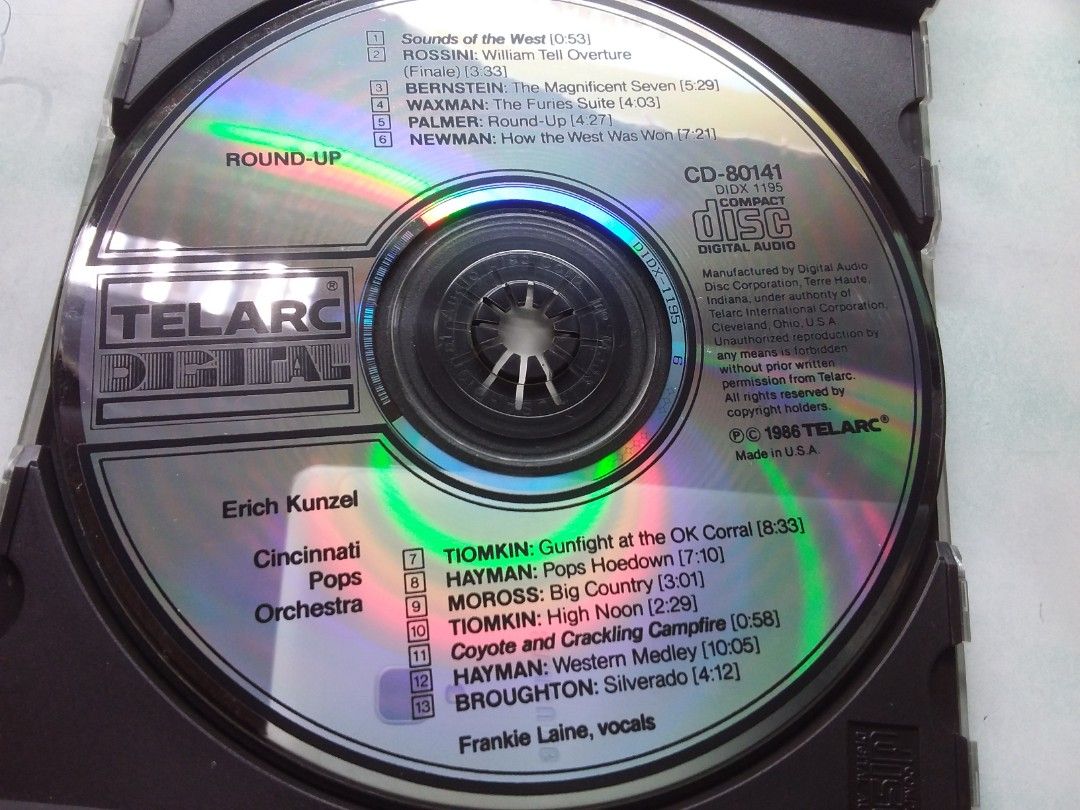 1 Sounds of the West [0:53]
2 ROSSINI: William Tell Overture
(Finale) [3:33]
3 BERNSTEIN: The Magnificent Seven [5:29]
4 WAXMAN: The Furies Suite [4:03]
5 PALMER: Round-Up [4:27]
6 NEWMAN: How the West Was Won [7:21]
ROUND-UP
CD-80141
DIDX 1195
COMPACT
disc
DIGITAL AUDIO
DIDX-1195
6
Manufactured by Digital Audio
Disc Corporation, Terre Haute,
Indiana, under authority of
Telarc International Corporation,
Cleveland, Ohio, U.S.A.
Unauthorized reproduction by
any means is forbidden
without prior written
permission from Telarc.
All rights reserved by
copyright holders.
℗© 1986 TELARC®
Made in U.S.A.
TELARC®
DIGITAL
Erich Kunzel
Cincinnati
Pops
Orchestra
7 TIOMKIN: Gunfight at the OK Corral [8:33]
8 HAYMAN: Pops Hoedown [7:10]
9 MOROSS: Big Country [3:01]
10 TIOMKIN: High Noon [2:29]
11 Coyote and Crackling Campfire [0:58]
12 HAYMAN: Western Medley [10:05]
13 BROUGHTON: Silverado [4:12]
Frankie Laine, vocals